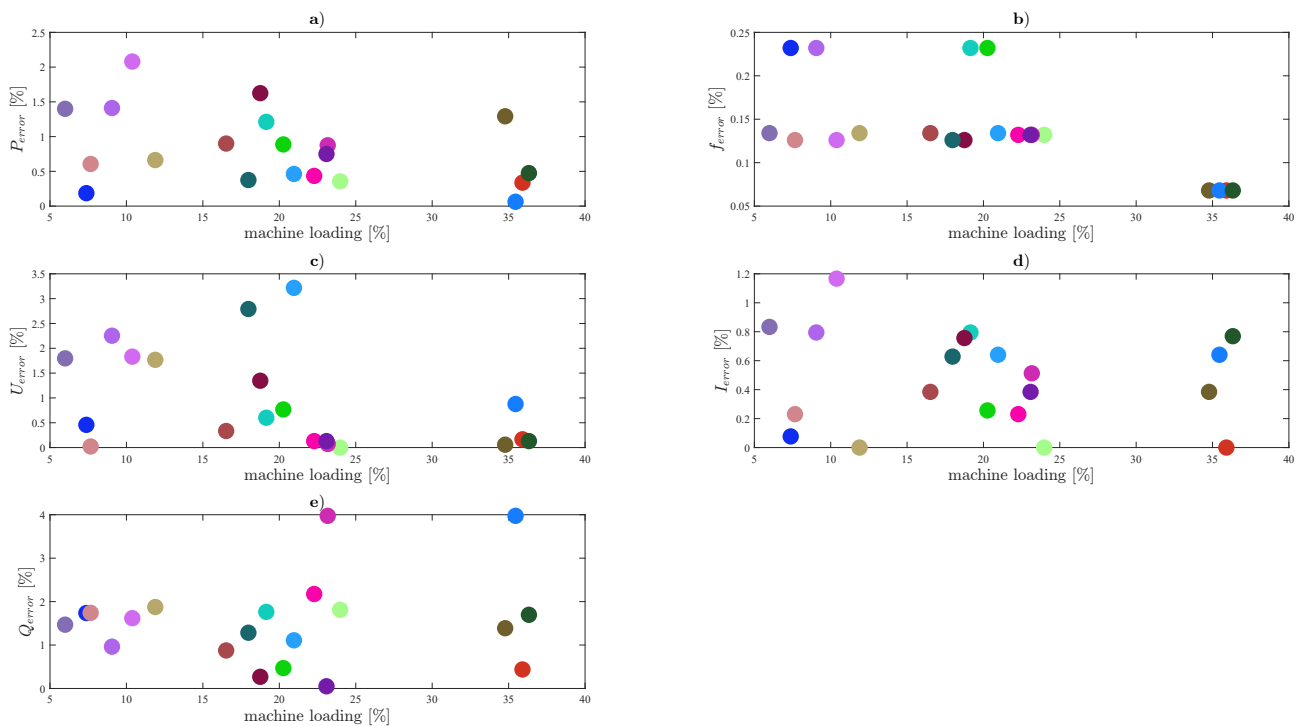 a)
2.5
2
1.5
1
0.5
0
P_error [%]
5 10 15 20 25 30 35 40
machine loading [%]
b)
0.25
0.2
0.15
0.1
0.05
f_error [%]
5 10 15 20 25 30 35 40
machine loading [%]
c)
3.5
3
2.5
2
1.5
1
0.5
0
U_error [%]
5 10 15 20 25 30 35 40
machine loading [%]
d)
1.2
1
0.8
0.6
0.4
0.2
0
I_error [%]
5 10 15 20 25 30 35 40
machine loading [%]
e)
4
4
2
1
0
Q_error [%]
5 10 15 20 25 30 35 40
machine loading [%]